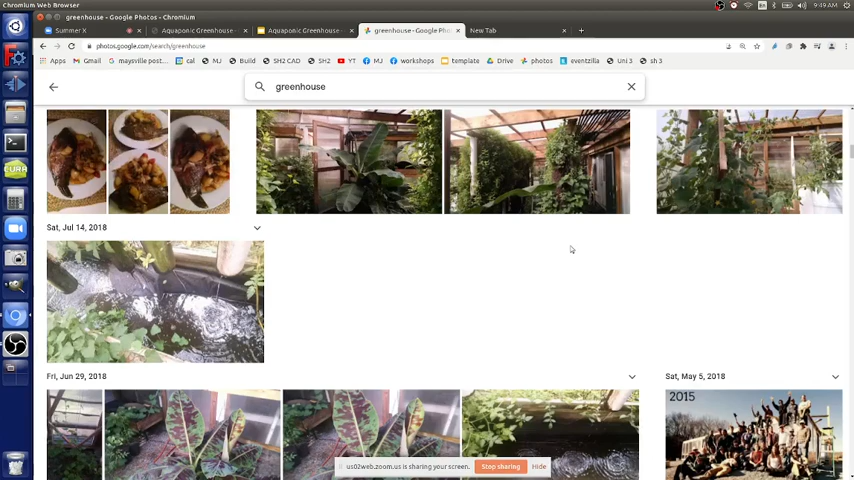 Chromium Web Browser
9:49 AM
greenhouse - Google Photos - Chromium
Summer X
Aquaponic Greenhouse
Aquaponic Greenhouse
greenhouse - Google Pho
New Tab
photos.google.com/search/greenhouse
Apps Gmail maysville post... cal MJ Build SH2 CAD SH2 YT MJ workshops template Drive photos eventzilla Uni 3 sh 3
greenhouse
Sat, Jul 14, 2018
Fri, Jun 29, 2018
Sat, May 5, 2018
2015
us02web.zoom.us is sharing your screen. Stop sharing Hide
CURA